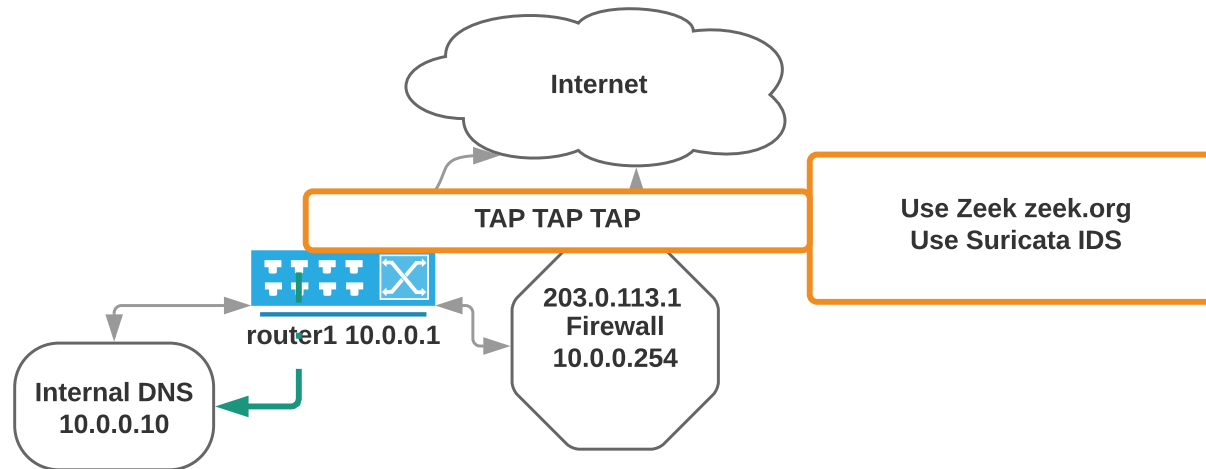 Internet
TAP TAP TAP
Use Zeek zeek.org
Use Suricata IDS
203.0.113.1
Firewall
10.0.0.254
router1 10.0.0.1
Internal DNS
10.0.0.10